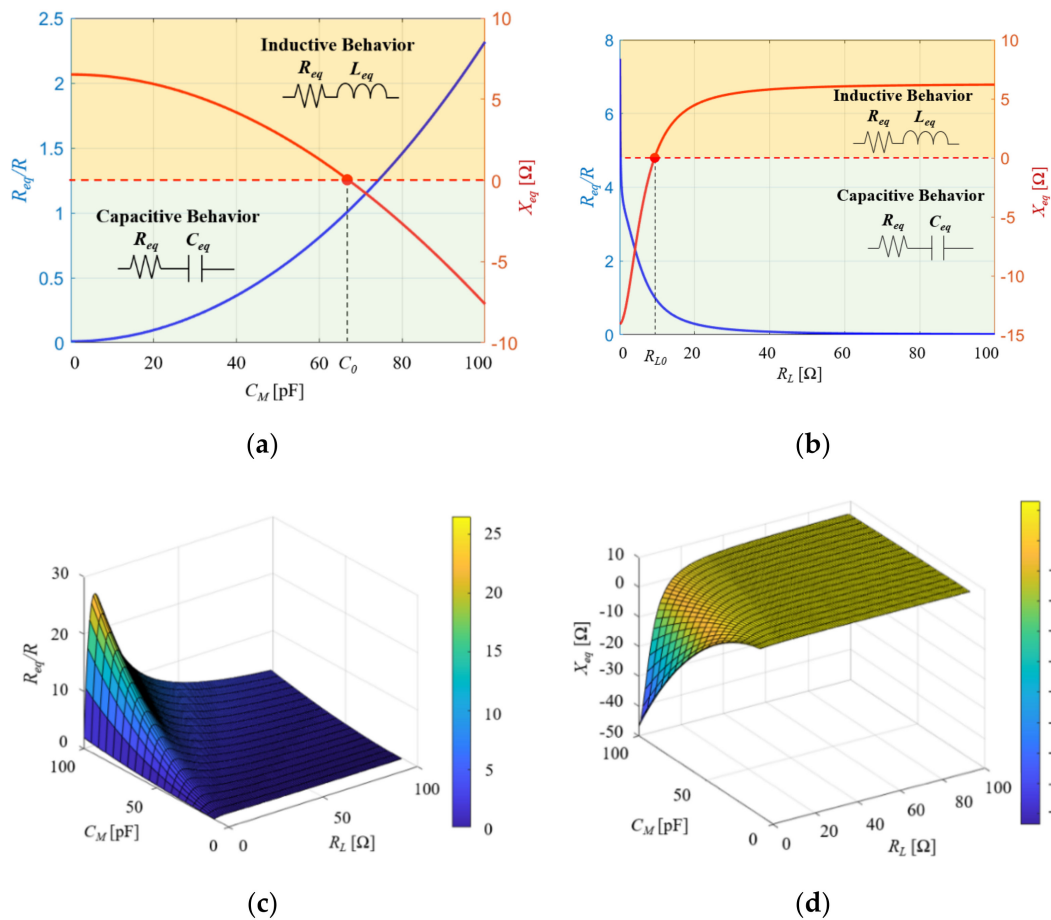 2.5
2
1.5
1
0.5
0
R_eq/R
10
5
0
-5
-10
X_eq [Ω]
Inductive Behavior
R_eq L_eq
Capacitive Behavior
R_eq C_eq
0 20 40 60 C_0 80 100
C_M [pF]
(a)
8
6
4
2
0
R_eq/R
10
5
0
-5
-10
-15
X_eq [Ω]
Inductive Behavior
R_eq L_eq
Capacitive Behavior
R_eq C_eq
0 R_L0 20 40 60 80 100
R_L [Ω]
(b)
30
20
10
0
R_eq/R
100
50
0
C_M [pF]
0
50
100
R_L [Ω]
25
20
15
10
5
0
(c)
10
0
-10
-20
-30
-40
-50
X_eq [Ω]
100
50
0
C_M [pF]
0
20
40
60
80
100
R_L [Ω]
(d)